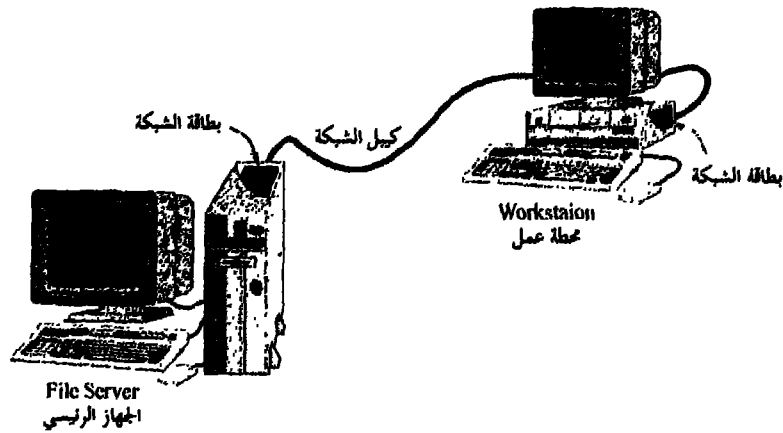 بطاقة الشبكة
كيبل الشبكة
بطاقة الشبكة
Workstaion
محطة عمل
File Server
الجهاز الرئيسي